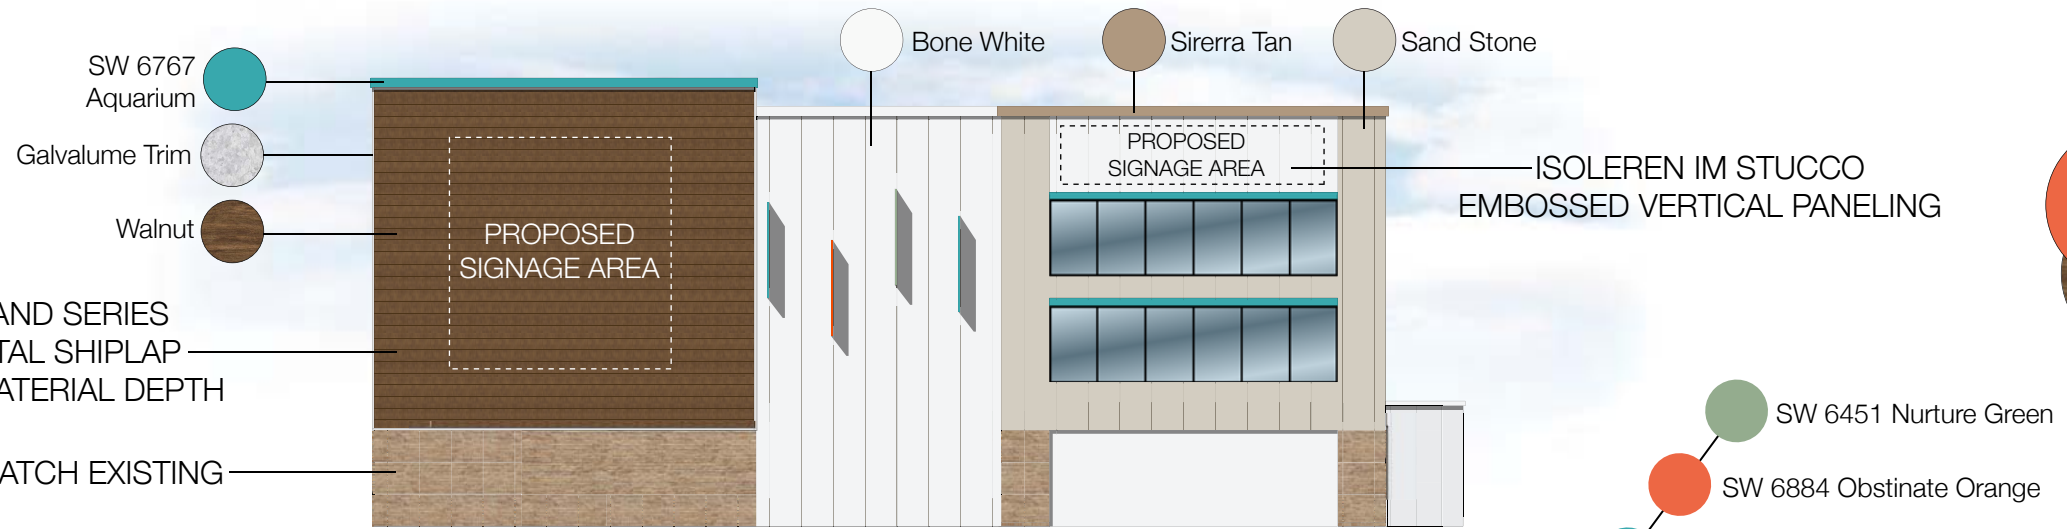 SW 6767
Aquarium
Galvalume Trim
Walnut
AND SERIES
TAL SHIPLAP
ATERIAL DEPTH
ATCH EXISTING
PROPOSED
SIGNAGE AREA
Bone White
Sirerra Tan
Sand Stone
PROPOSED
SIGNAGE AREA
ISOLEREN IM STUCCO
EMBOSSED VERTICAL PANELING
SW 6451 Nurture Green
SW 6884 Obstinate Orange